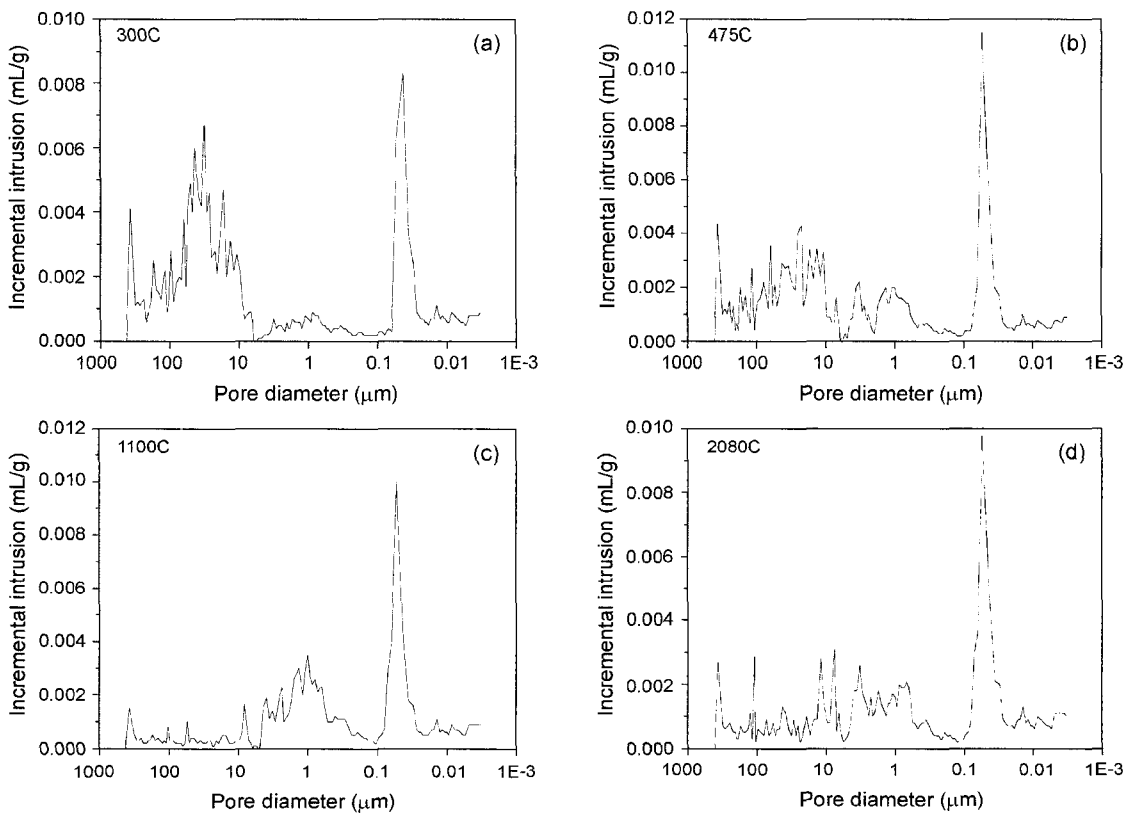 300C
(a)
0.010
0.008
0.006
0.004
0.002
0.000
Incremental intrusion (mL/g)
1000
100
10
1
0.1
0.01
1E-3
Pore diameter (μm)
475C
(b)
0.012
0.010
0.008
0.006
0.004
0.002
0.000
Incremental intrusion (mL/g)
1000
100
10
1
0.1
0.01
1E-3
Pore diameter (μm)
1100C
(c)
0.012
0.010
0.008
0.006
0.004
0.002
0.000
Incremental intrusion (mL/g)
1000
100
10
1
0.1
0.01
1E-3
Pore diameter (μm)
2080C
(d)
0.010
0.008
0.006
0.004
0.002
0.000
Incremental intrusion (mL/g)
1000
100
10
1
0.1
0.01
1E-3
Pore diameter (μm)